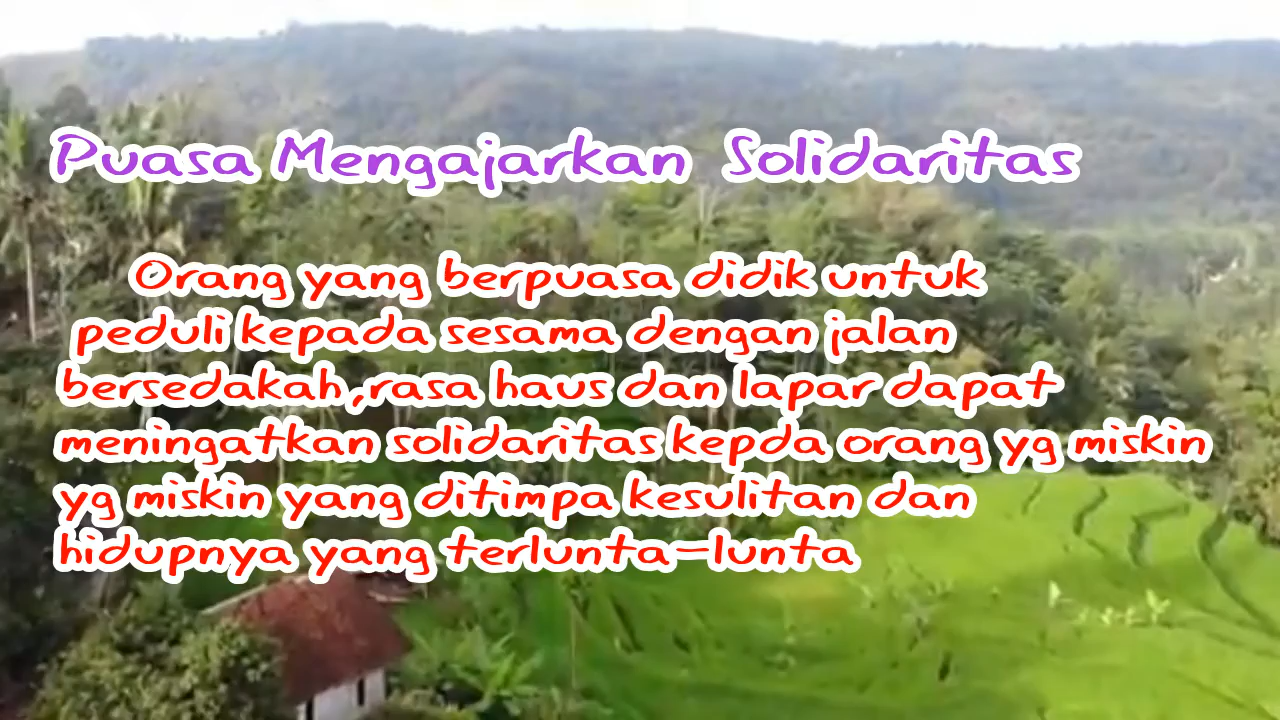 Puasa Mengajarkan Solidaritas
Orang yang berpuasa didik untuk
peduli kepada sesama dengan jalan
bersedakah,rasa haus dan lapar dapat
meningatkan solidaritas kepda orang yg miskin
yg miskin yang ditimpa kesulitan dan
hidupnya yang terlunta-lunta